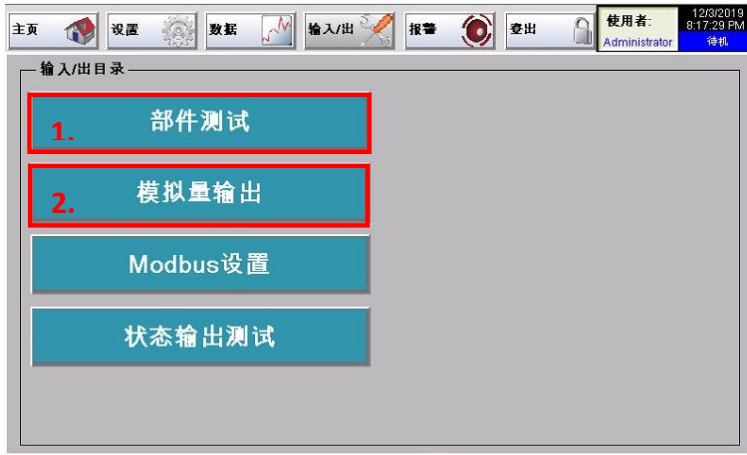 主页 设置 数据 输入/出 报警 登出 使用者: 12/3/2019
Administrator 8:17:29 PM
待机
输入/出目录
1. 部件测试
2. 模拟量输出
Modbus设置
状态输出测试